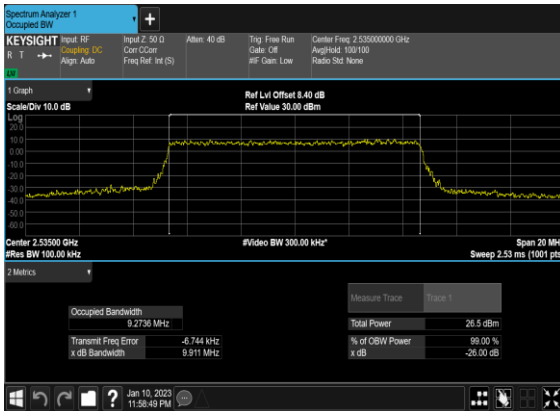 Spectrum Analyzer 1
Occupied BW
KEYSIGHT
R T
Input: RF
Coupling: DC
Align: Auto
Input Z: 50 Ω
Corr CCorr
Freq Ref: Int (S)
Atten: 40 dB
Trig: Free Run
Gate: Off
#IF Gain: Low
Center Freq: 2.535000000 GHz
Avg|Hold: 100/100
Radio Std: None
1 Graph
Scale/Div 10.0 dB
Ref Lvl Offset 8.40 dB
Ref Value 30.00 dBm
Log
20.0
10.0
0.00
-10.0
-20.0
-30.0
-40.0
-50.0
-60.0
Center 2.53500 GHz
#Res BW 100.00 kHz
#Video BW 300.00 kHz*
Span 20 MH
Sweep 2.53 ms (1001 pts
2 Metrics
Measure Trace Trace 1
Occupied Bandwidth
9.2736 MHz
Total Power 26.5 dBm
Transmit Freq Error -6.744 kHz
% of OBW Power 99.00 %
x dB Bandwidth 9.911 MHz
x dB -26.00 dB
?
Jan 10, 2023
11:58:49 PM